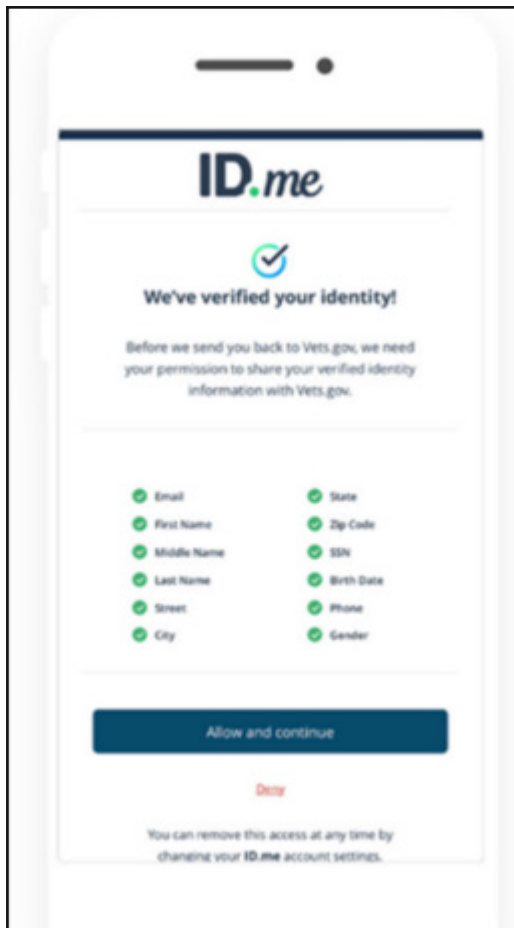 ID.me
We've verified your identity!
Before we send you back to Vets.gov, we need
your permission to share your verified identity
information with Vets.gov.
Email
First Name
Middle Name
Last Name
Street
City
State
Zip Code
SSN
Birth Date
Phone
Gender
Allow and continue
Deny
You can remove this access at any time by
changing your ID.me account settings.